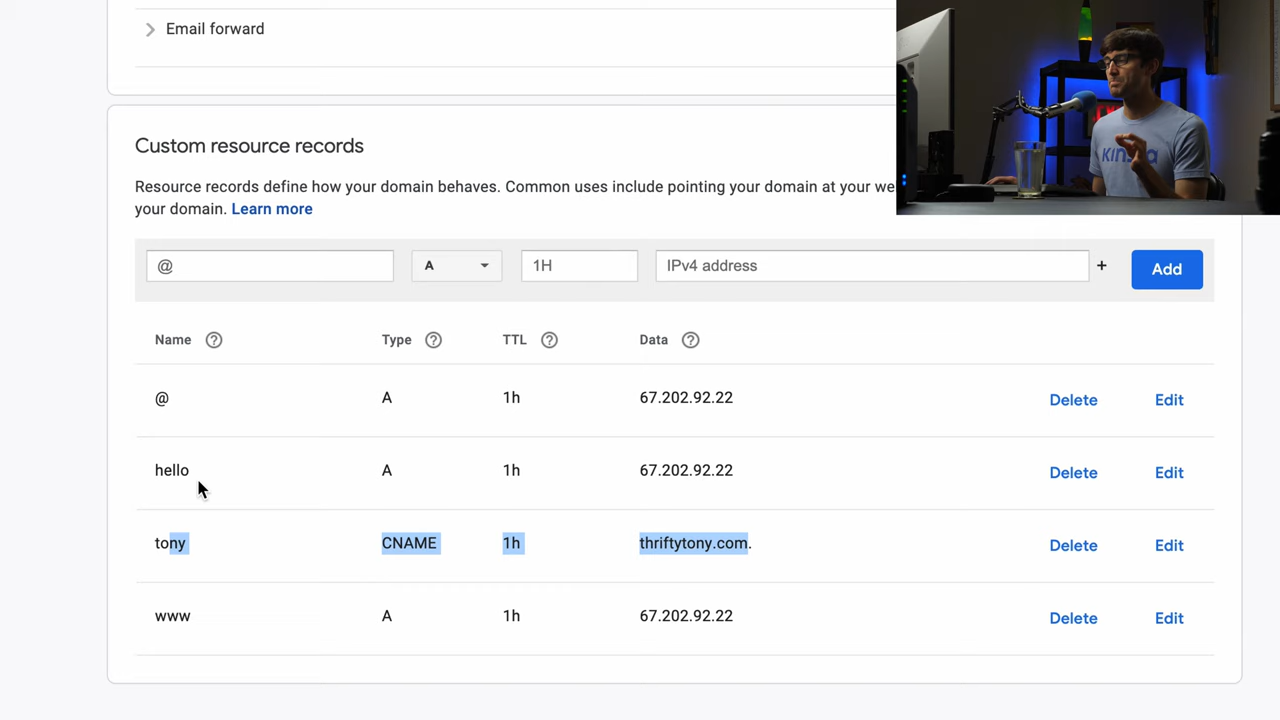 Email forward
Custom resource records
Resource records define how your domain behaves. Common uses include pointing your domain at your we
your domain. Learn more
@ A 1H IPv4 address + Add
Name ? Type ? TTL ? Data ?
@ A 1h 67.202.92.22 Delete Edit
hello A 1h 67.202.92.22 Delete Edit
tony CNAME 1h thriftytony.com. Delete Edit
www A 1h 67.202.92.22 Delete Edit